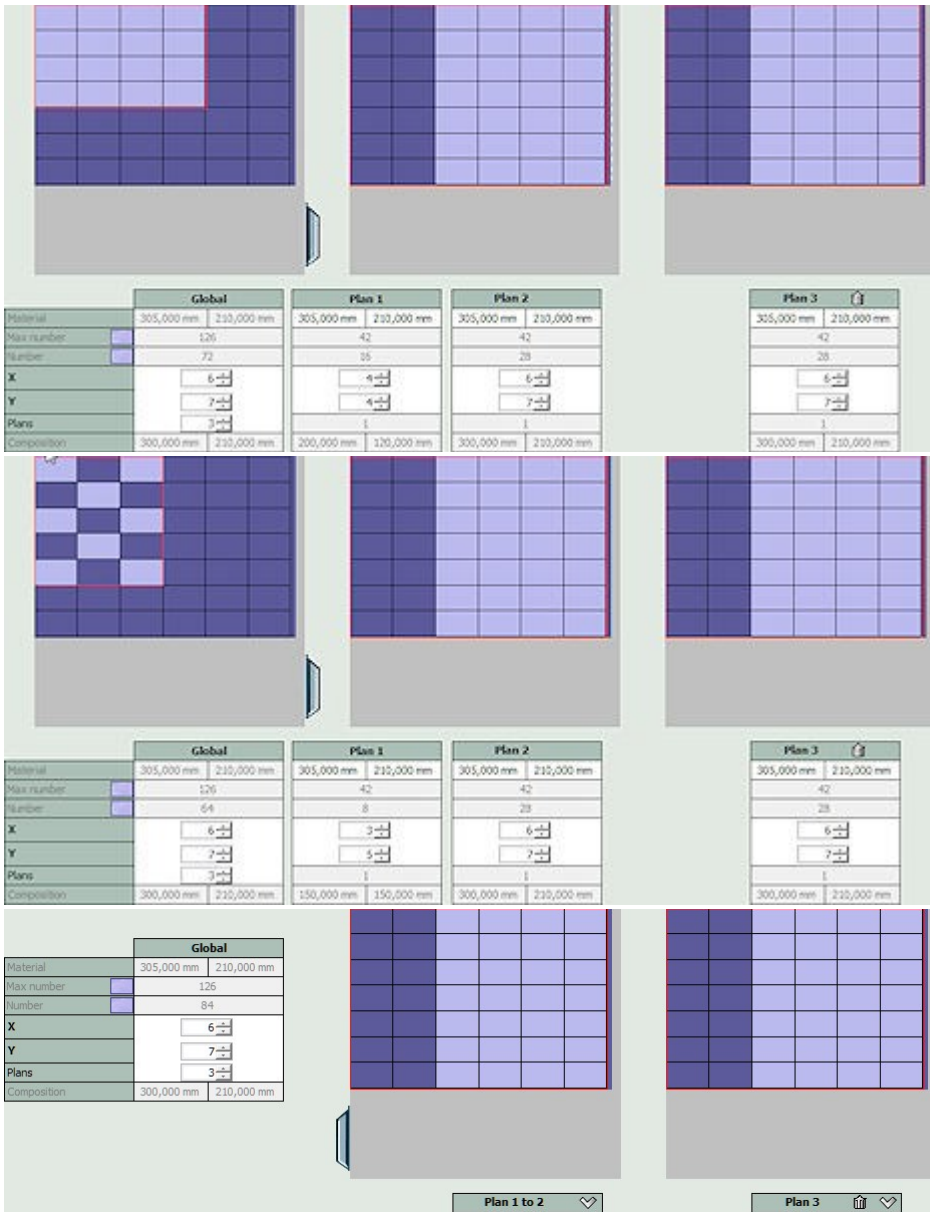 Global Plan 1 Plan 2 Plan 3
Material 305,000 mm 210,000 mm 305,000 mm 210,000 mm 305,000 mm 210,000 mm 305,000 mm 210,000 mm
Max number 126 42 42 42
Number 72 16 28 28
X 6 4 6 6
Y 7 4 7 7
Plans 3 1 1 1
Composition 300,000 mm 210,000 mm 200,000 mm 120,000 mm 300,000 mm 210,000 mm 300,000 mm 210,000 mm
Global Plan 1 Plan 2 Plan 3
Material 305,000 mm 210,000 mm 305,000 mm 210,000 mm 305,000 mm 210,000 mm 305,000 mm 210,000 mm
Max number 126 42 42 42
Number 64 8 28 28
X 6 3 6 6
Y 7 5 7 7
Plans 3 1 1 1
Composition 300,000 mm 210,000 mm 150,000 mm 150,000 mm 300,000 mm 210,000 mm 300,000 mm 210,000 mm
Global
Material 305,000 mm 210,000 mm
Max number 126
Number 84
X 6
Y 7
Plans 3
Composition 300,000 mm 210,000 mm
Plan 1 to 2 Plan 3